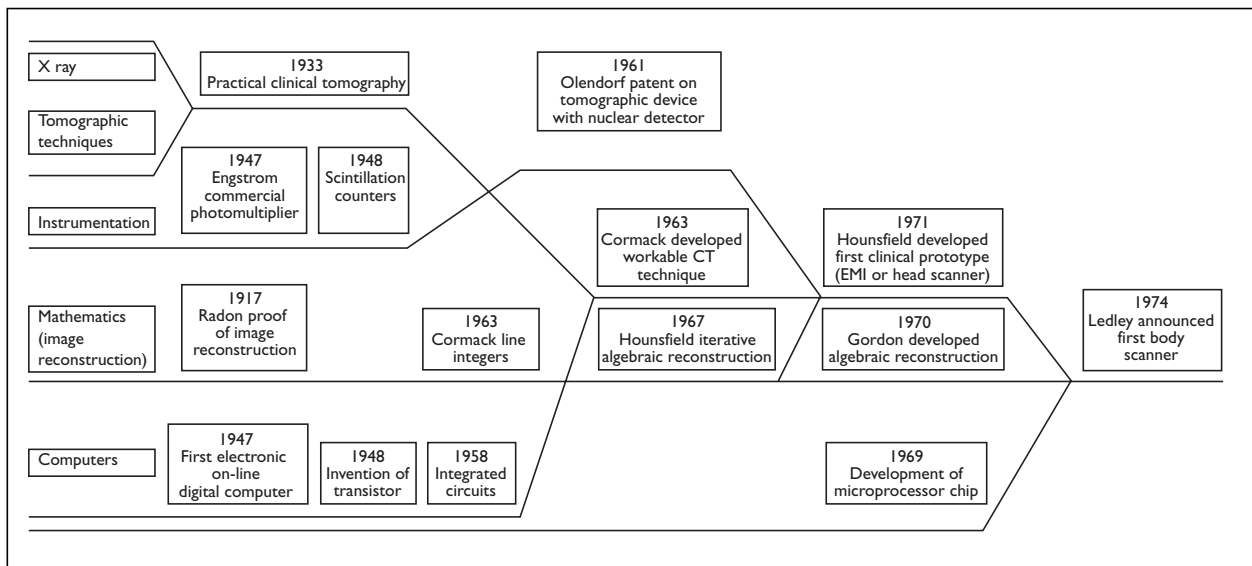 X ray
1933
Practical clinical tomography
1961
Olendorf patent on
tomographic device
with nuclear detector
Tomographic
techniques
1947
Engstrom
commercial
photomultiplier
1948
Scintillation
counters
Instrumentation
1963
Cormack developed
workable CT
technique
1971
Hounsfield developed
first clinical prototype
(EMI or head scanner)
Mathematics
(image
reconstruction)
1917
Radon proof
of image
reconstruction
1963
Cormack line
integers
1967
Hounsfield iterative
algebraic reconstruction
1970
Gordon developed
algebraic reconstruction
1974
Ledley announced
first body
scanner
Computers
1947
First electronic
on-line
digital computer
1948
Invention of
transistor
1958
Integrated
circuits
1969
Development of
microprocessor chip